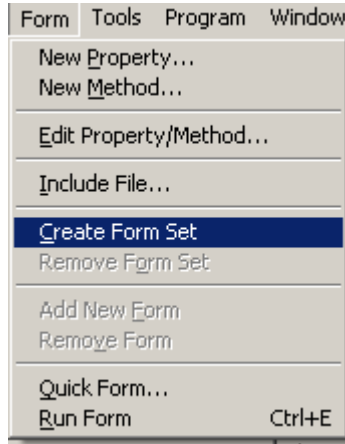 Form Tools Program Window
New Property...
New Method...
Edit Property/Method...
Include File...
Create Form Set
Remove Form Set
Add New Form
Remove Form
Quick Form...
Run Form Ctrl+E